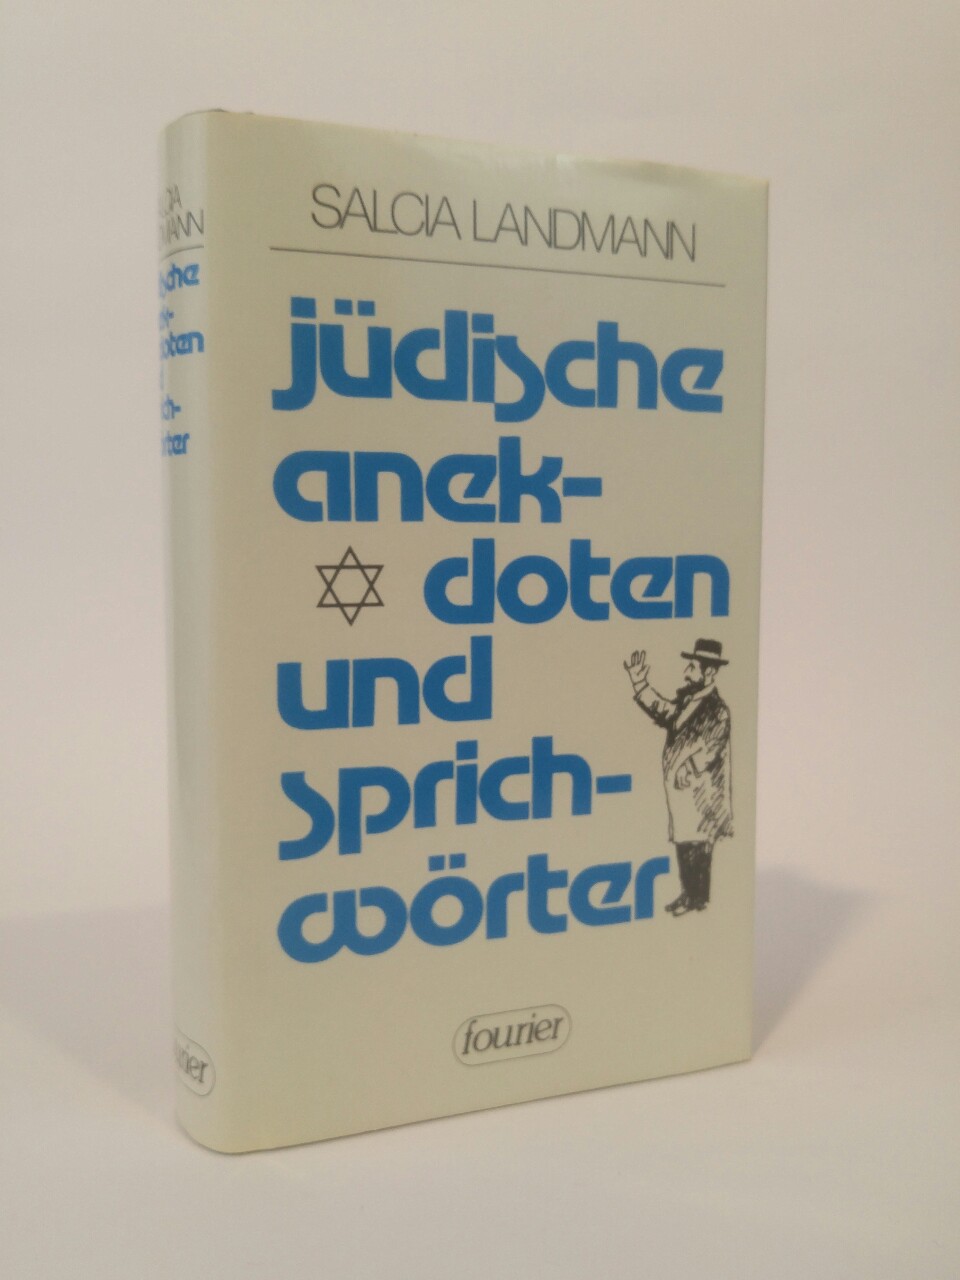 SALCIA LANDMANN
jüdische
anek-
doten
und
sprich-
wörter
fourier